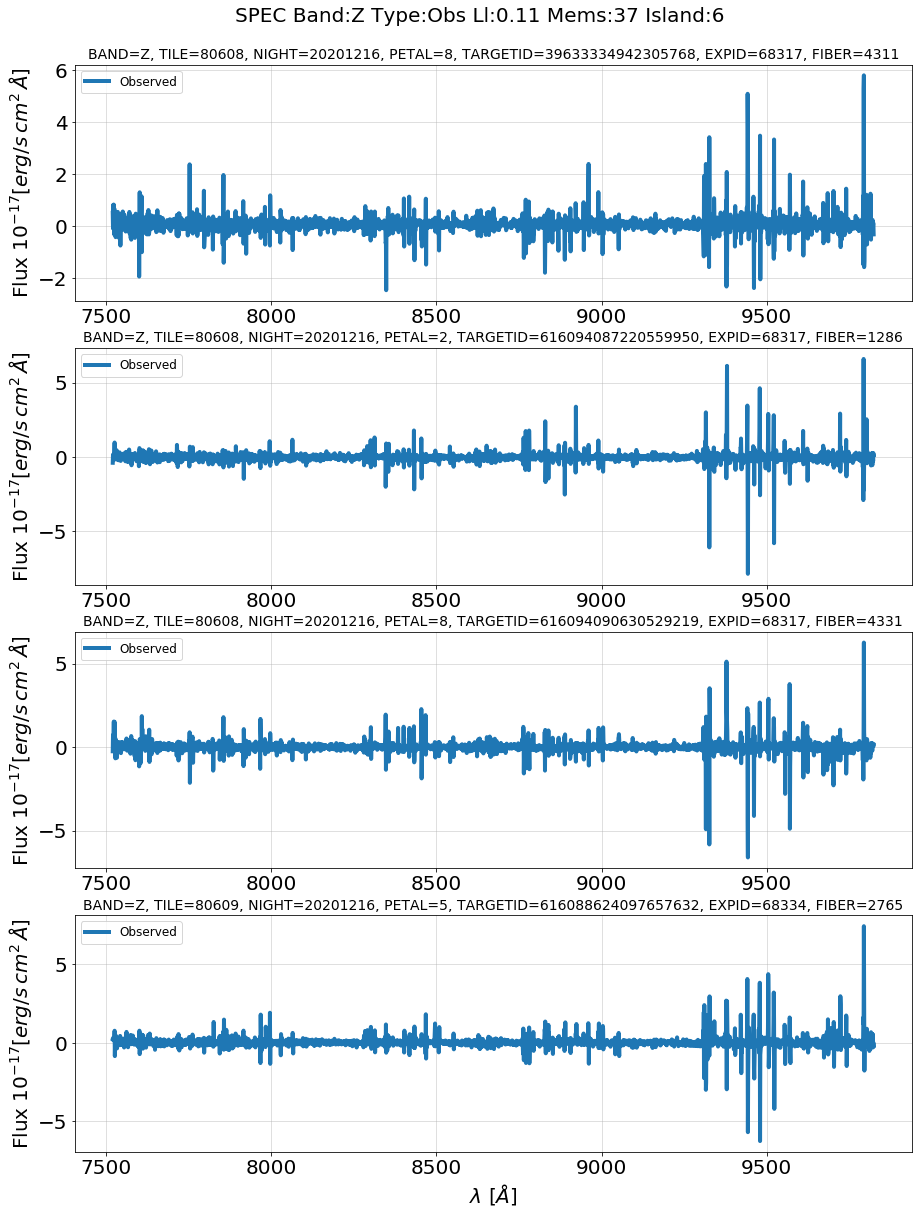 SPEC Band:Z Type:Obs Ll:0.11 Mems:37 Island:6
BAND=Z, TILE=80608, NIGHT=20201216, PETAL=8, TARGETID=39633334942305768, EXPID=68317, FIBER=4311
Flux 10^{-17}[erg/s cm^2 Å]
6
4
2
0
−2
Observed
7500 8000 8500 9000 9500
BAND=Z, TILE=80608, NIGHT=20201216, PETAL=2, TARGETID=616094087220559950, EXPID=68317, FIBER=1286
Flux 10^{-17}[erg/s cm^2 Å]
5
0
−5
Observed
7500 8000 8500 9000 9500
BAND=Z, TILE=80608, NIGHT=20201216, PETAL=8, TARGETID=616094090630529219, EXPID=68317, FIBER=4331
Flux 10^{-17}[erg/s cm^2 Å]
5
0
−5
Observed
7500 8000 8500 9000 9500
BAND=Z, TILE=80609, NIGHT=20201216, PETAL=5, TARGETID=616088624097657632, EXPID=68334, FIBER=2765
Flux 10^{-17}[erg/s cm^2 Å]
5
0
−5
Observed
7500 8000 8500 9000 9500
λ [Å]